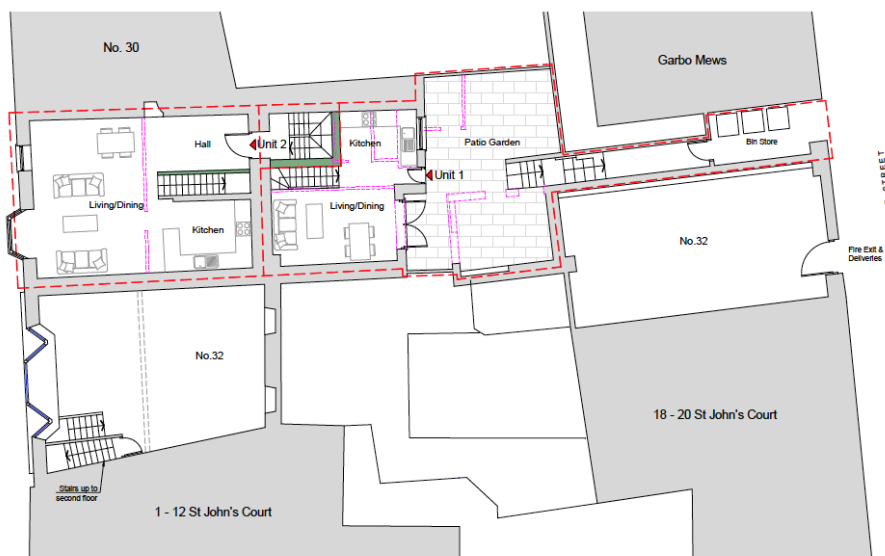 No. 30
Garbo Mews
Hall
Unit 2
Kitchen
Patio Garden
Bin Store
Unit 1
STREET
Living/Dining
Living/Dining
Kitchen
No.32
Fire Exit &
Deliveries
No.32
18 - 20 St John's Court
Stairs up to
second floor
1 - 12 St John's Court